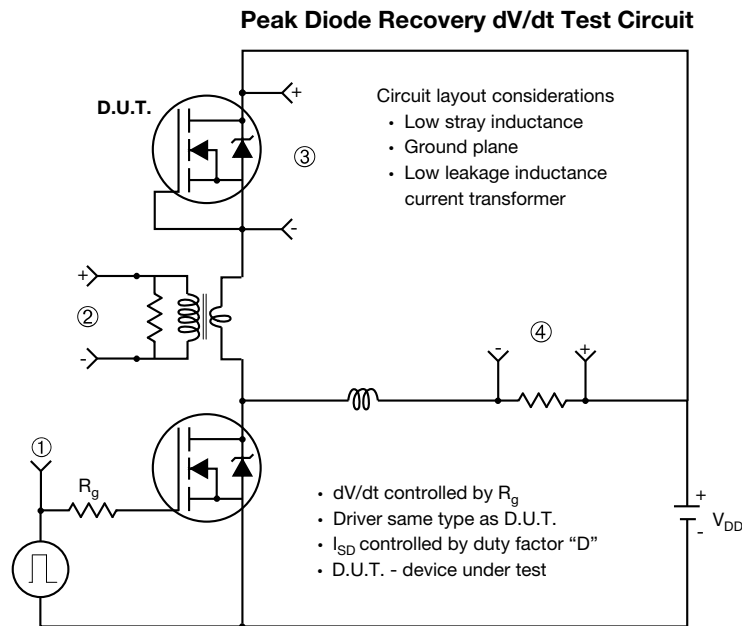 Peak Diode Recovery dV/dt Test Circuit
+
D.U.T.
Circuit layout considerations
• Low stray inductance
③
• Ground plane
• Low leakage inductance
current transformer
-
+
②
④
-
-
+
①
Rg
• dV/dt controlled by Rg
• Driver same type as D.U.T.
• ISD controlled by duty factor “D”
• D.U.T. - device under test
+
VDD
-